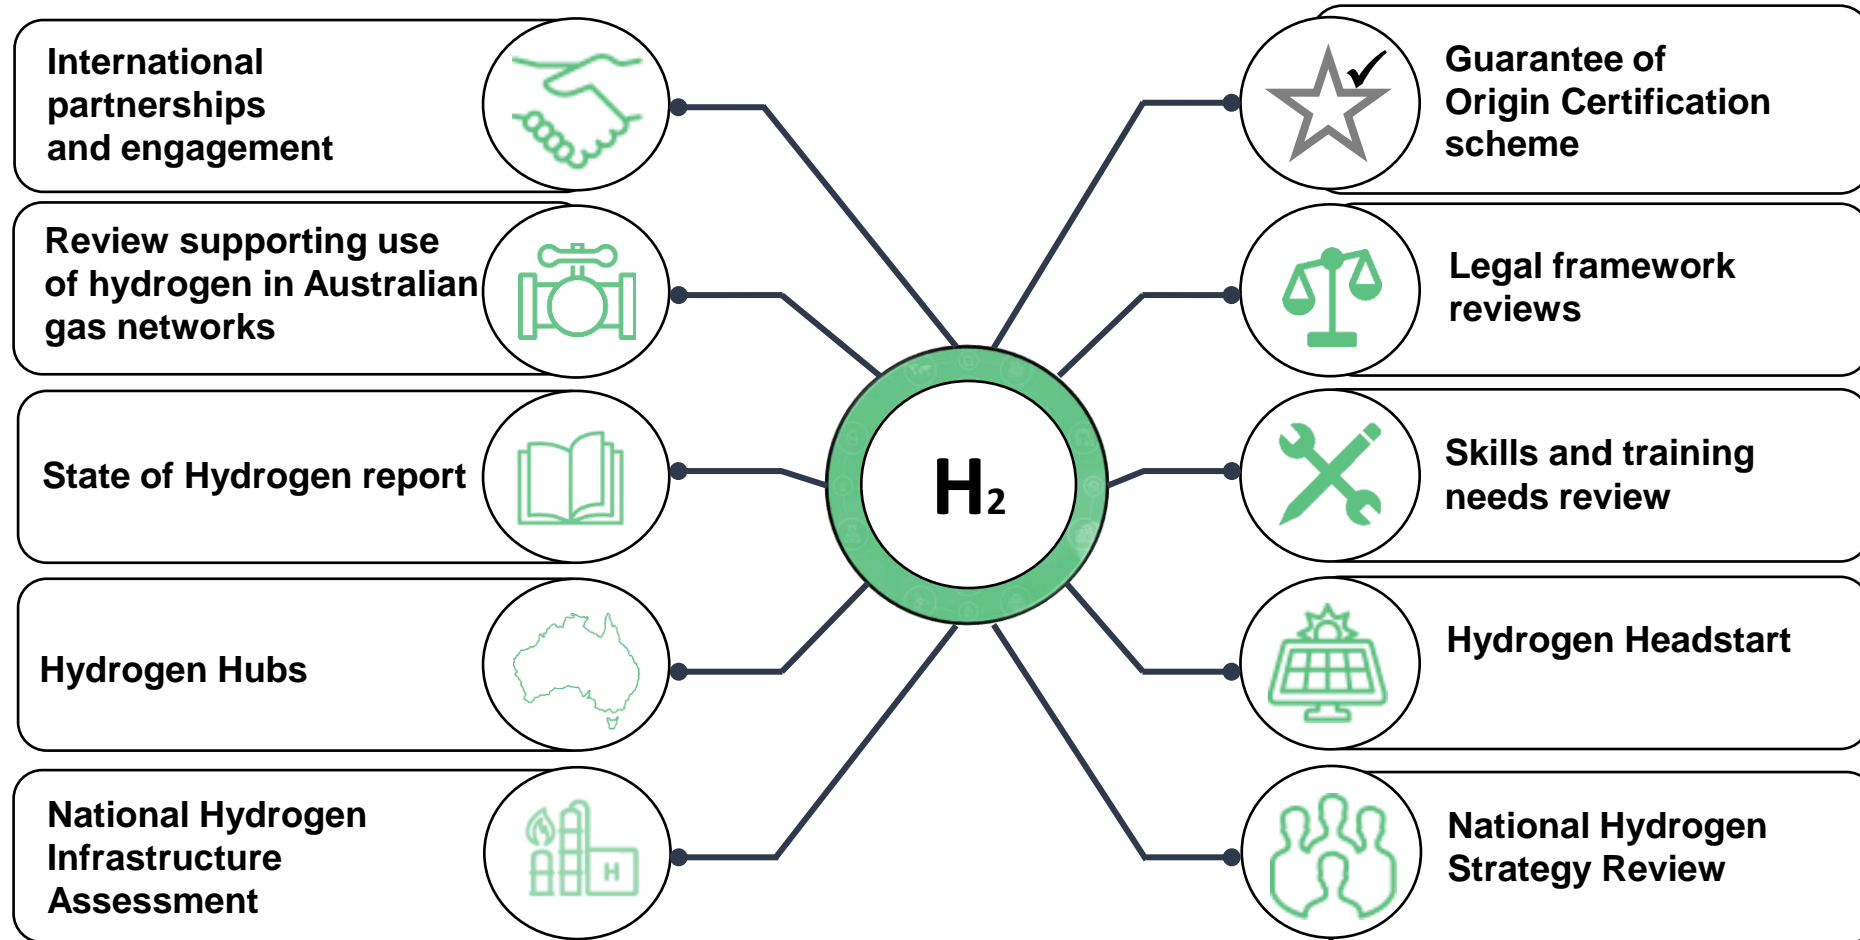 International
partnerships
and engagement
Review supporting use
of hydrogen in Australian
gas networks
State of Hydrogen report
Hydrogen Hubs
National Hydrogen
Infrastructure
Assessment
H
H₂
Guarantee of
Origin Certification
scheme
Legal framework
reviews
Skills and training
needs review
Hydrogen Headstart
National Hydrogen
Strategy Review